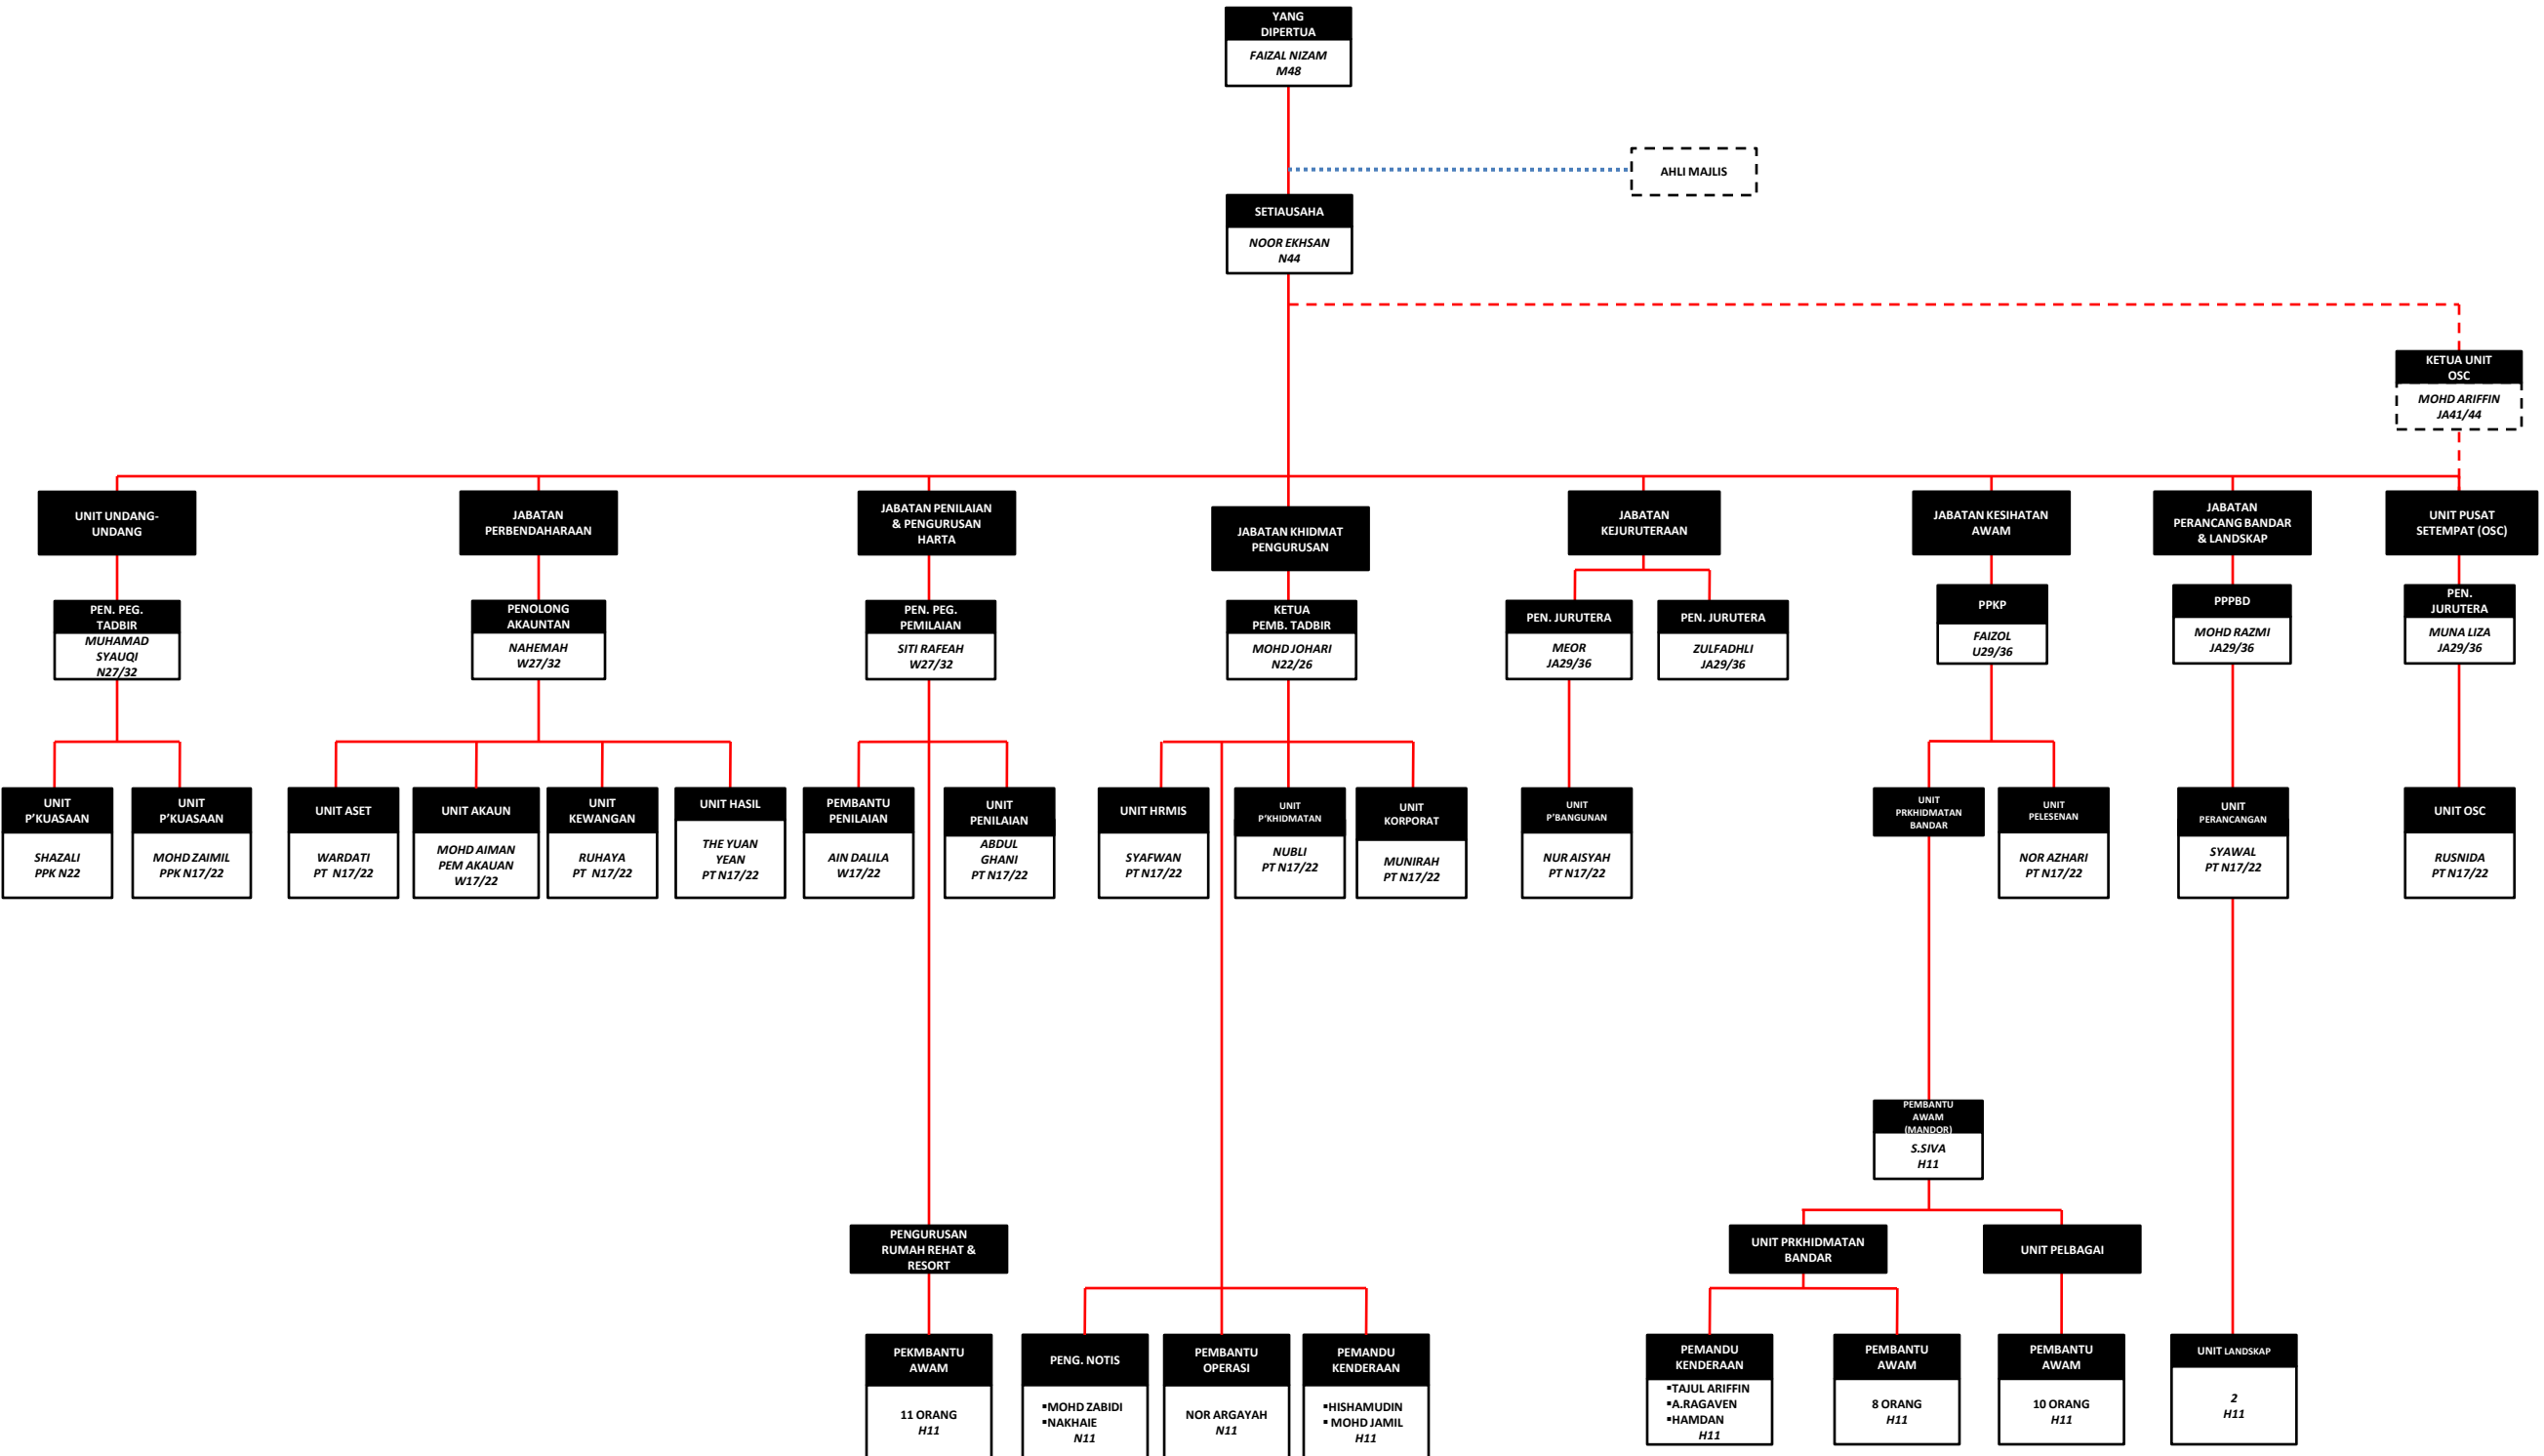 YANG
DIPERTUA
FAIZAL NIZAM
M48
AHLI MAJLIS
SETIAUSAHA
NOOR EKHSAN
N44
KETUA UNIT
OSC
MOHD ARIFFIN
JA41/44
UNIT UNDANG-
UNDANG
JABATAN
PERBENDAHARAAN
JABATAN PENILAIAN
& PENGURUSAN
HARTA
JABATAN KHIDMAT
PENGURUSAN
JABATAN
KEJURUTERAAN
JABATAN KESIHATAN
AWAM
JABATAN
PERANCANG BANDAR
& LANDSKAP
UNIT PUSAT
SETEMPAT (OSC)
PEN. PEG.
TADBIR
MUHAMAD
SYAUQI
N27/32
PENOLONG
AKAUNTAN
NAHEMAH
W27/32
PEN. PEG.
PEMILAIAN
SITI RAFEAH
W27/32
KETUA
PEMB. TADBIR
MOHD JOHARI
N22/26
PEN. JURUTERA
MEOR
JA29/36
PEN. JURUTERA
ZULFADHLI
JA29/36
PPKP
FAIZOL
U29/36
PPPBD
MOHD RAZMI
JA29/36
PEN.
JURUTERA
MUNA LIZA
JA29/36
UNIT
P'KUASAAN
SHAZALI
PPK N22
UNIT
P'KUASAAN
MOHD ZAIMIL
PPK N17/22
UNIT ASET
WARDATI
PT N17/22
UNIT AKAUN
MOHD AIMAN
PEM AKAUAN
W17/22
UNIT
KEWANGAN
RUHAYA
PT N17/22
UNIT HASIL
THE YUAN
YEAN
PT N17/22
PEMBANTU
PENILAIAN
AIN DALILA
W17/22
UNIT
PENILAIAN
ABDUL
GHANI
PT N17/22
UNIT HRMIS
SYAFWAN
PT N17/22
UNIT
P'KHIDMATAN
NUBLI
PT N17/22
UNIT
KORPORAT
MUNIRAH
PT N17/22
UNIT
P'BANGUNAN
NUR AISYAH
PT N17/22
UNIT
PRKHIDMATAN
BANDAR
UNIT
PELESENAN
NOR AZHARI
PT N17/22
UNIT
PERANCANGAN
SYAWAL
PT N17/22
UNIT OSC
RUSNIDA
PT N17/22
PEMBANTU
AWAM
(MANDOR)
S.SIVA
H11
PENGURUSAN
RUMAH REHAT &
RESORT
UNIT PRKHIDMATAN
BANDAR
UNIT PELBAGAI
PEKMBANTU
AWAM
11 ORANG
H11
PENG. NOTIS
▪MOHD ZABIDI
▪NAKHAIE
N11
PEMBANTU
OPERASI
NOR ARGAYAH
N11
PEMANDU
KENDERAAN
▪HISHAMUDIN
▪ MOHD JAMIL
H11
PEMANDU
KENDERAAN
▪TAJUL ARIFFIN
▪A.RAGAVEN
▪HAMDAN
H11
PEMBANTU
AWAM
8 ORANG
H11
PEMBANTU
AWAM
10 ORANG
H11
UNIT LANDSKAP
2
H11